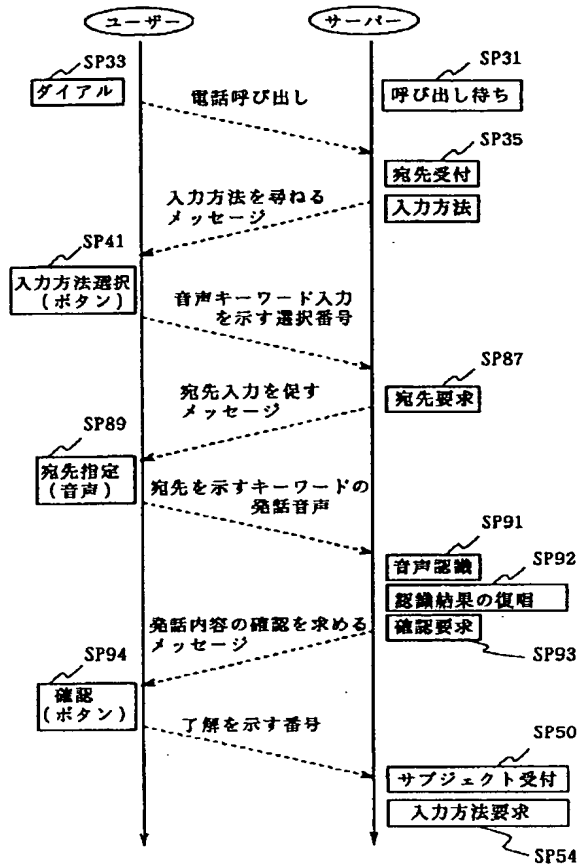 ユーザー
サーバー
SP33
ダイアル
電話呼び出し
SP31
呼び出し待ち
SP35
宛先受付
入力方法を尋ねる
メッセージ
入力方法
SP41
入力方法選択
(ボタン)
音声キーワード入力
を示す選択番号
SP87
宛先入力を促す
メッセージ
宛先要求
SP89
宛先指定
(音声)
宛先を示すキーワードの
発話音声
SP91
音声認識
SP92
認識結果の復唱
発話内容の確認を求める
メッセージ
確認要求
SP93
SP94
確認
(ボタン)
了解を示す番号
SP50
サブジェクト受付
入力方法要求
SP54